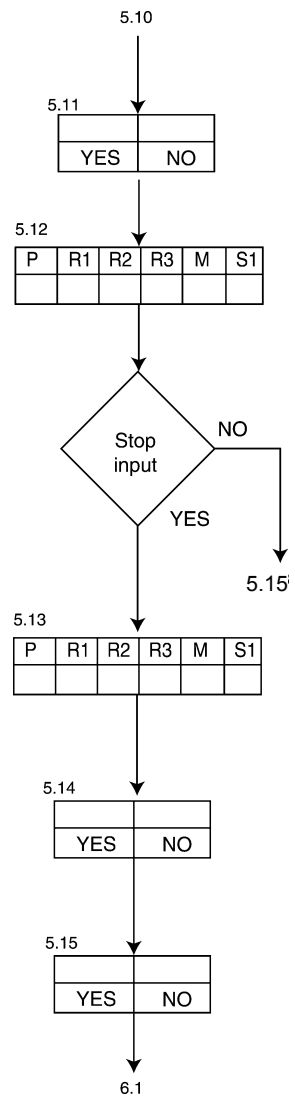 5.10
5.11
YES NO
5.12
P R1 R2 R3 M S1
Stop
input
NO
YES
5.15
5.13
P R1 R2 R3 M S1
5.14
YES NO
5.15
YES NO
6.1